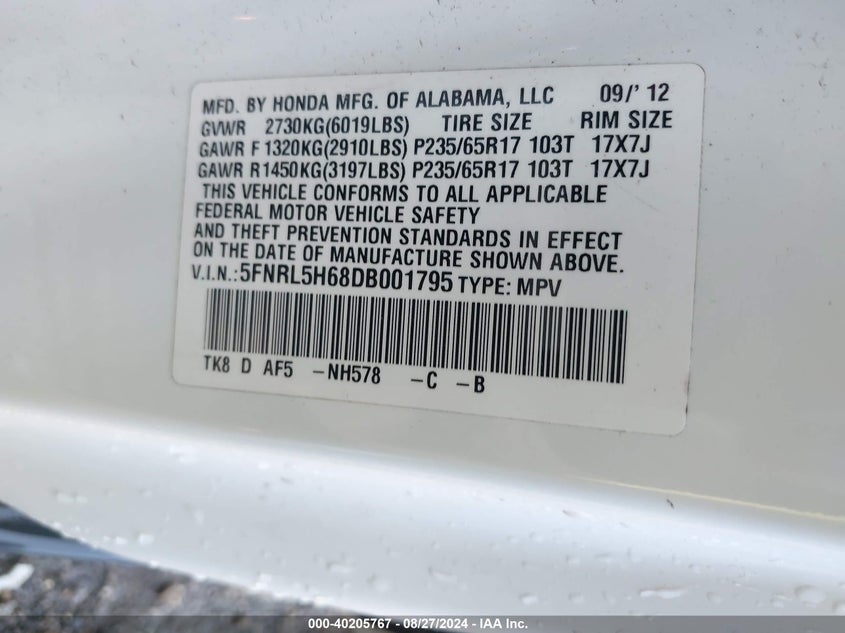 MFD. BY HONDA MFG. OF ALABAMA, LLC 09/' 12
GVWR 2730KG(6019LBS) TIRE SIZE RIM SIZE
GAWR F 1320KG(2910LBS) P235/65R17 103T 17X7J
GAWR R1450KG(3197LBS) P235/65R17 103T 17X7J
THIS VEHICLE CONFORMS TO ALL APPLICABLE
FEDERAL MOTOR VEHICLE SAFETY
AND THEFT PREVENTION STANDARDS IN EFFECT
ON THE DATE OF MANUFACTURE SHOWN ABOVE.
V.I.N.:5FNRL5H68DB001795 TYPE: MPV
TK8 D AF5 -NH578 -C -B
000-40205767 - 08/27/2024 - IAA Inc.